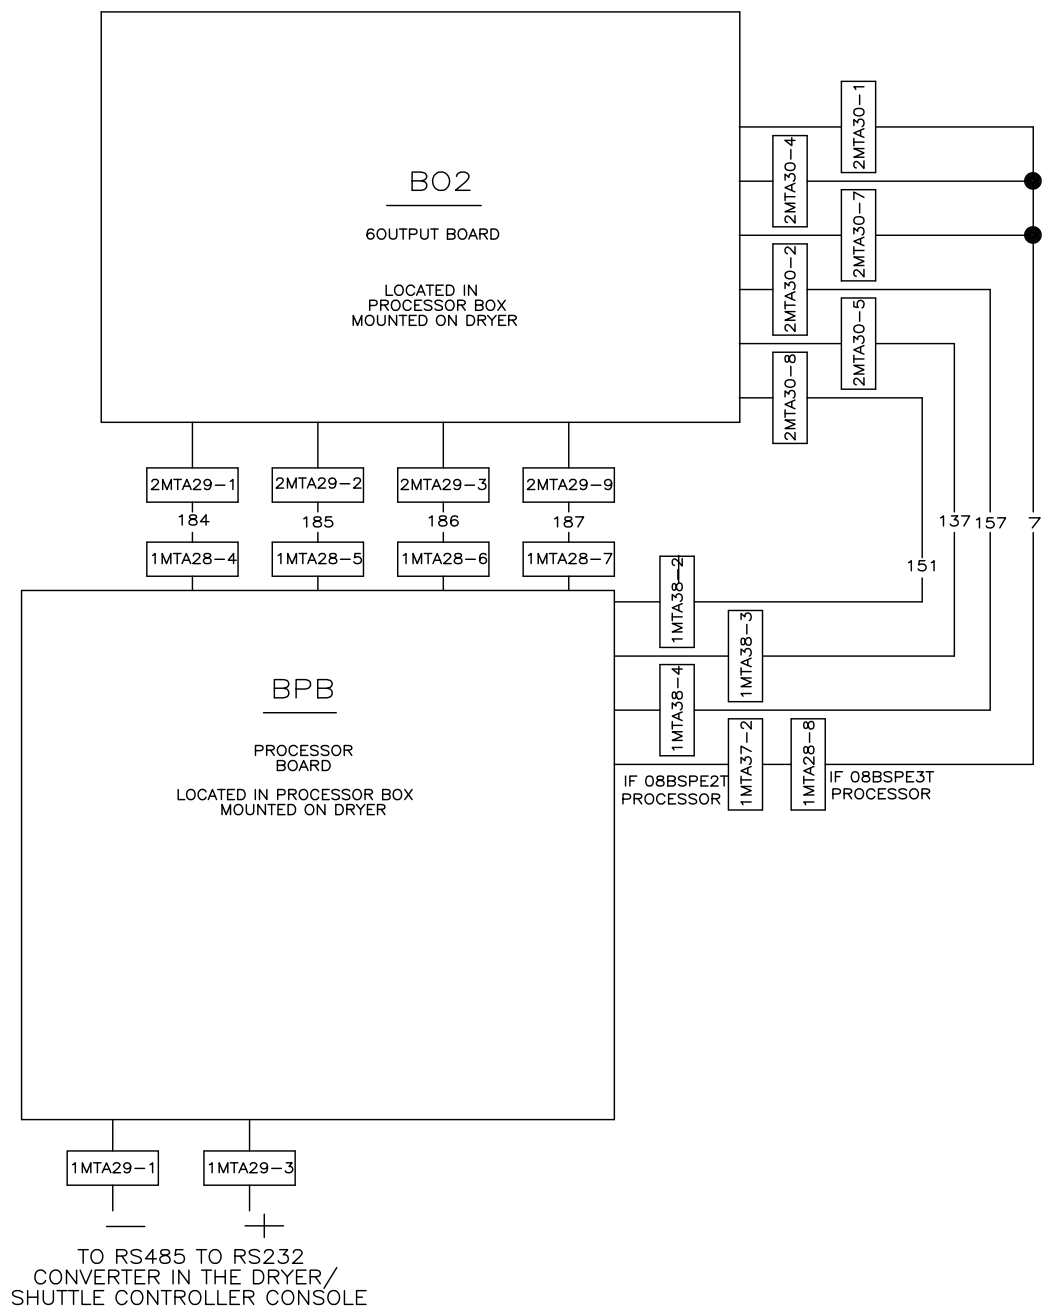 2MTA30-1
2MTA30-4
BO2
2MTA30-7
6OUTPUT BOARD
2MTA30-2
LOCATED IN
PROCESSOR BOX
MOUNTED ON DRYER
2MTA30-5
2MTA30-8
2MTA29-1
2MTA29-2
2MTA29-3
2MTA29-9
184
185
186
187
137
157
7
1MTA28-4
1MTA28-5
1MTA28-6
1MTA28-7
151
1MTA38-2
1MTA38-3
BPB
1MTA38-4
PROCESSOR
BOARD
LOCATED IN PROCESSOR BOX
MOUNTED ON DRYER
IF 08BSPE2T
PROCESSOR
1MTA37-2
1MTA28-8
IF 08BSPE3T
PROCESSOR
1MTA29-1
1MTA29-3
—
+
TO RS485 TO RS232
CONVERTER IN THE DRYER/
SHUTTLE CONTROLLER CONSOLE